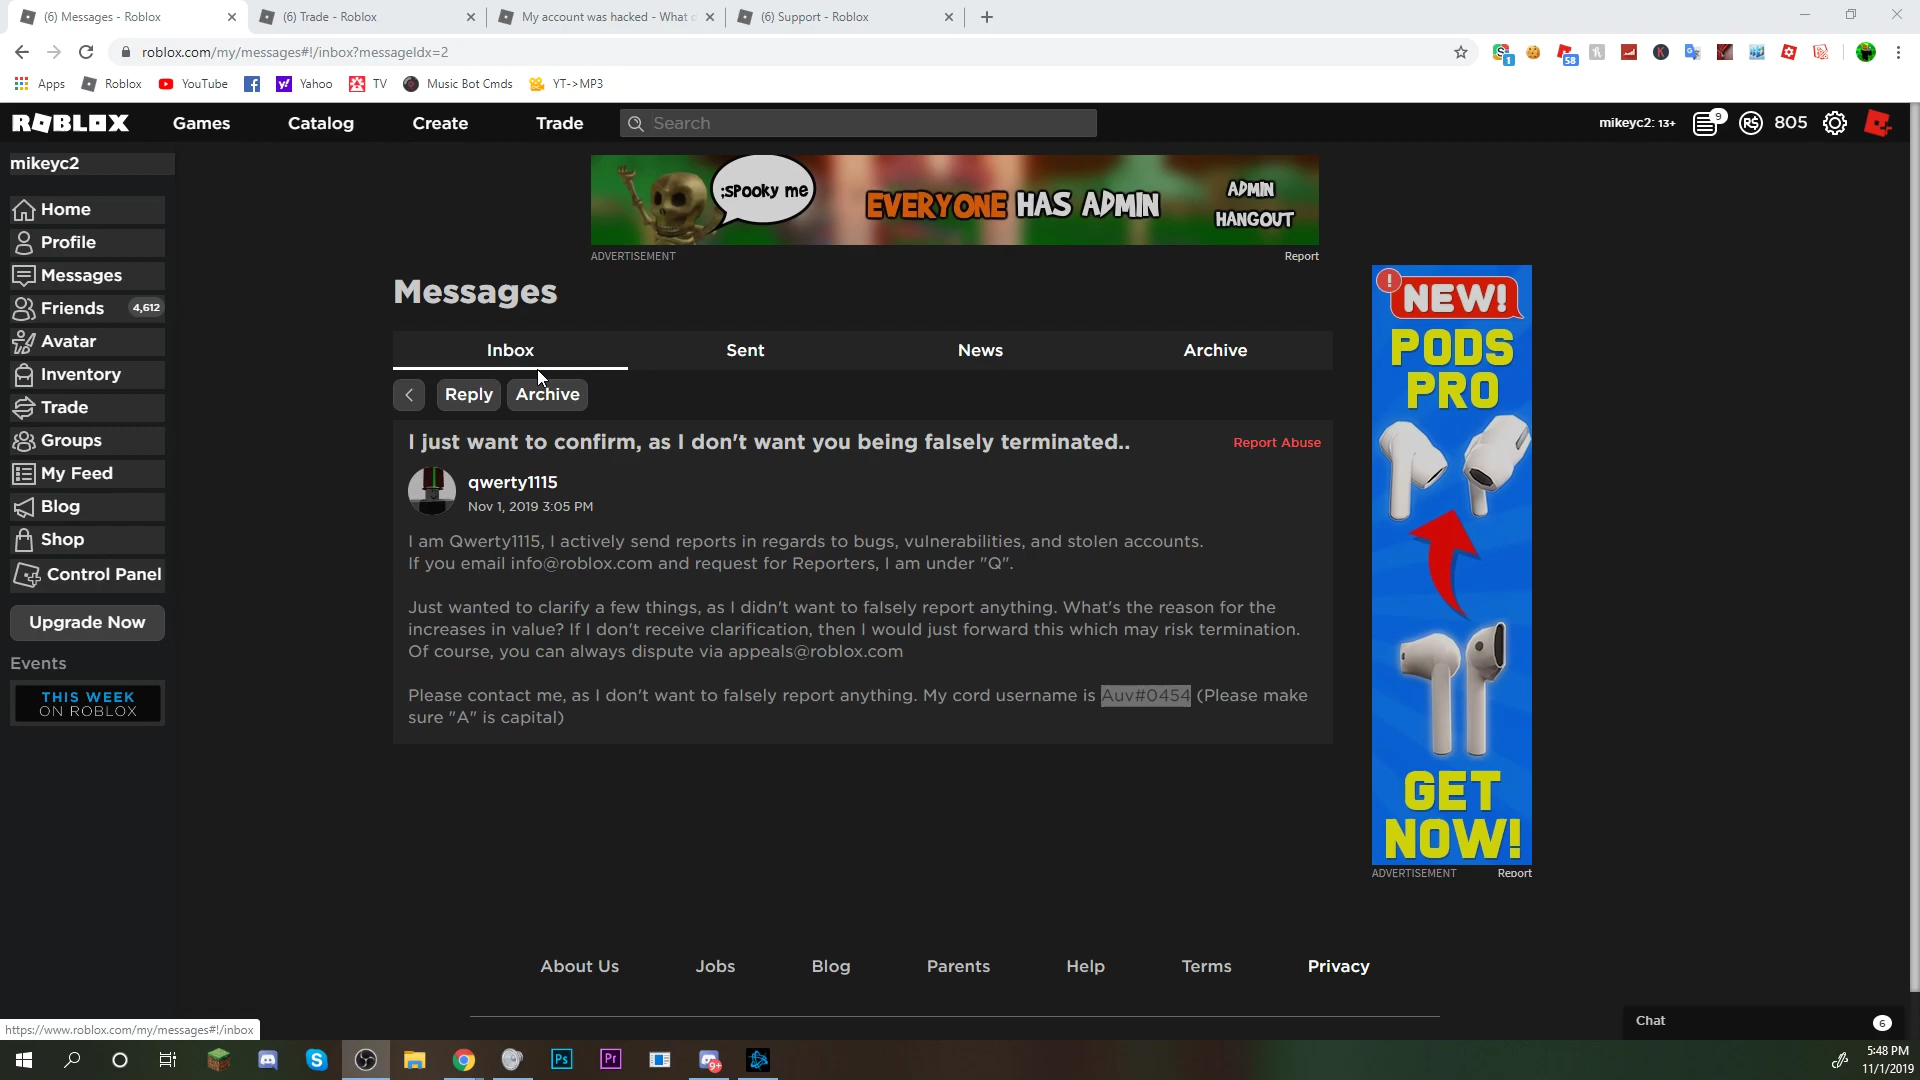 (6) Messages - Roblox
(6) Trade - Roblox
My account was hacked - What
(6) Support - Roblox
roblox.com/my/messages#!/inbox?messageIdx=2
Apps
Roblox
YouTube
Yahoo
TV
Music Bot Cmds
YT->MP3
1
58
ROBLOX
Games
Catalog
Create
Trade
Search
mikeyc2: 13+
9
805
mikeyc2
Home
Profile
Messages
Friends
4,612
Avatar
Inventory
Trade
Groups
My Feed
Blog
Shop
Control Panel
Upgrade Now
Events
THIS WEEK
ON ROBLOX
;spooky me
EVERYONE HAS ADMIN
ADMIN
HANGOUT
ADVERTISEMENT
Report
Messages
Inbox
Sent
News
Archive
Reply
Archive
I just want to confirm, as I don't want you being falsely terminated..
Report Abuse
qwerty1115
Nov 1, 2019 3:05 PM
I am Qwerty1115, I actively send reports in regards to bugs, vulnerabilities, and stolen accounts.
If you email info@roblox.com and request for Reporters, I am under "Q".
Just wanted to clarify a few things, as I didn't want to falsely report anything. What's the reason for the
increases in value? If I don't receive clarification, then I would just forward this which may risk termination.
Of course, you can always dispute via appeals@roblox.com
Please contact me, as I don't want to falsely report anything. My cord username is Auv#0454 (Please make
sure "A" is capital)
!
NEW!
PODS
PRO
GET
NOW!
ADVERTISEMENT
Report
About Us
Jobs
Blog
Parents
Help
Terms
Privacy
Chat
6
https://www.roblox.com/my/messages#!/inbox
Ps
Pr
9+
5:48 PM
11/1/2019